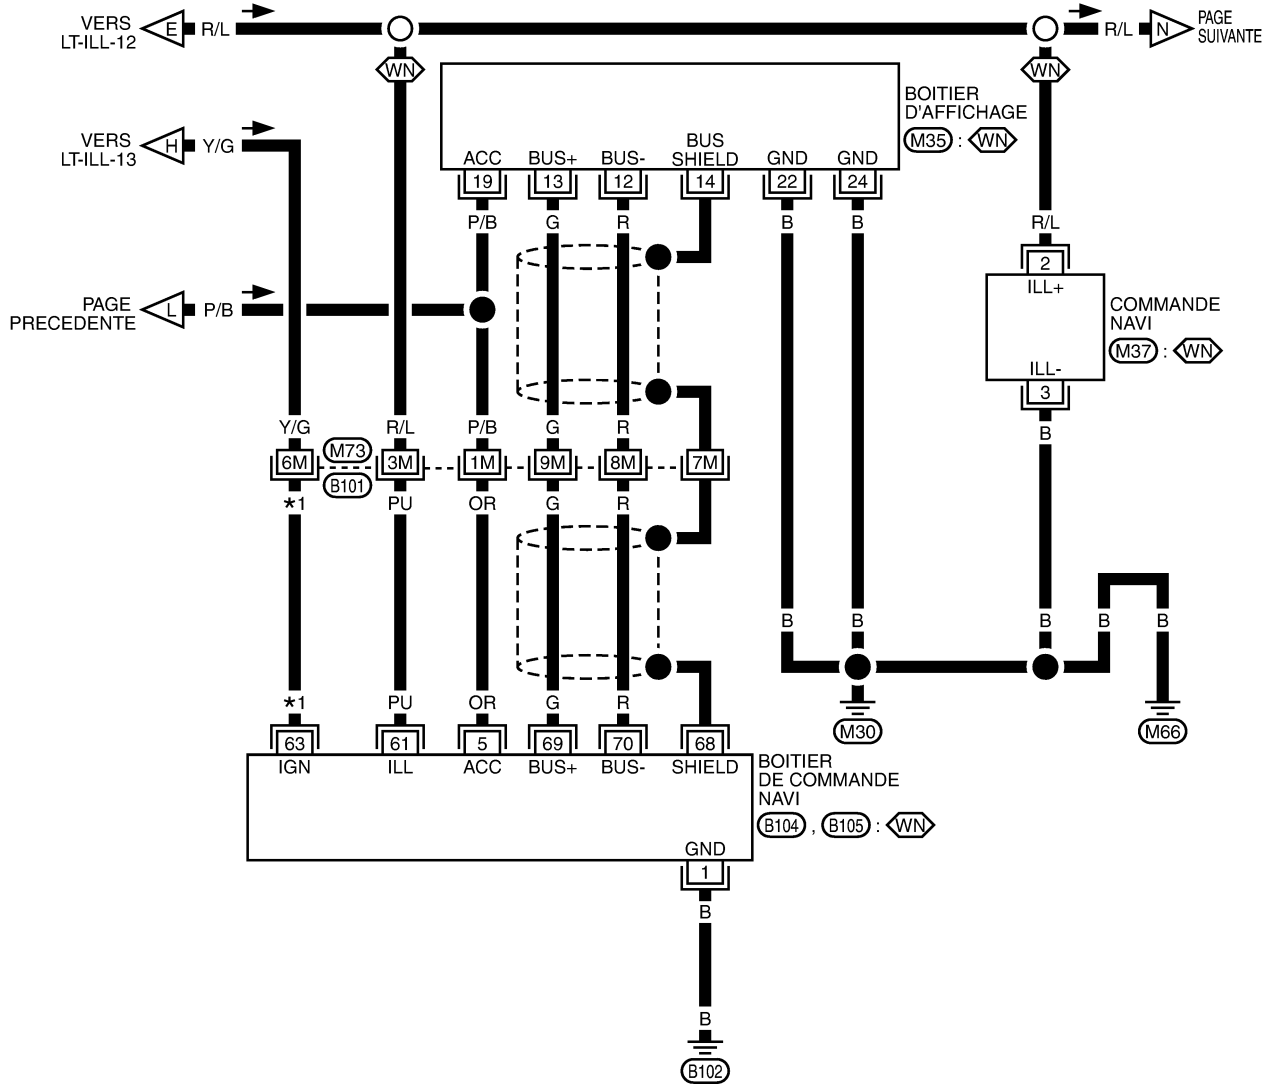 VERS
LT-ILL-12
E
R/L
R/L
N
PAGE
SUIVANTE
WN
WN
BOITIER
D'AFFICHAGE
M35 : WN
VERS
LT-ILL-13
H
Y/G
ACC
BUS+
BUS-
BUS
SHIELD
GND
GND
19
13
12
14
22
24
P/B
G
R
B
B
R/L
2
ILL+
COMMANDE
NAVI
M37 : WN
ILL-
3
B
PAGE
PRECEDENTE
L
P/B
Y/G
R/L
P/B
G
R
M73
6M
3M
1M
9M
8M
7M
B101
*1
PU
OR
G
R
B
B
B
B
B
*1
PU
OR
G
R
M30
M66
63
61
5
69
70
68
IGN
ILL
ACC
BUS+
BUS-
SHIELD
BOITIER
DE COMMANDE
NAVI
B104 , B105 : WN
GND
1
B
B
B102